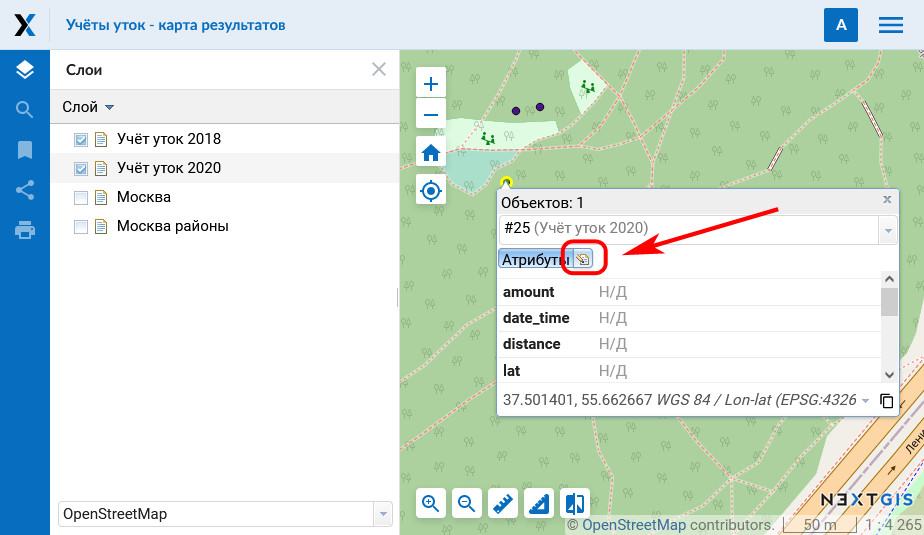 Учёты уток - карта результатов
A
Слои
Слой
Учёт уток 2018
Учёт уток 2020
Москва
Москва районы
OpenStreetMap
Объектов: 1
x
#25 (Учёт уток 2020)
Атрибуты
amount Н/Д
date_time Н/Д
distance Н/Д
lat Н/Д
37.501401, 55.662667 WGS 84 / Lon-lat (EPSG:4326
Лени
NEXTGIS
© OpenStreetMap contributors. 50 m 1 : 4 265